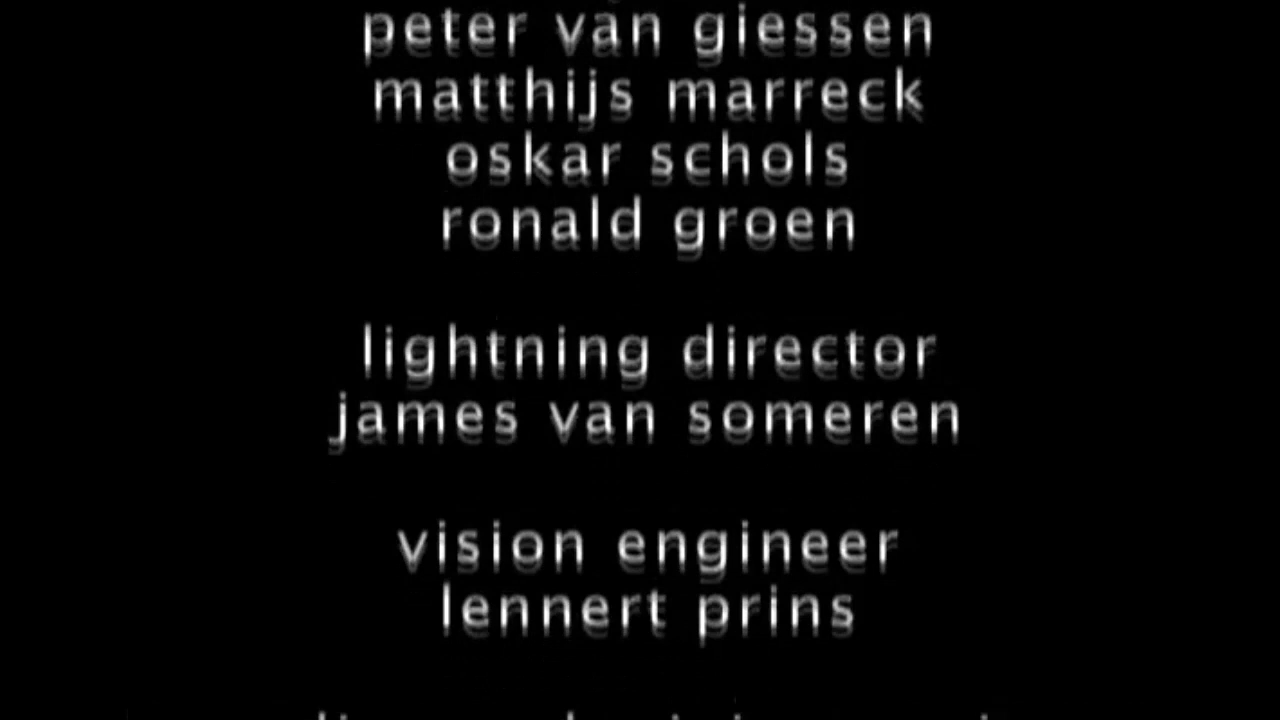 peter van giessen
matthijs marreck
oskar schols
ronald groen
lightning director
james van someren
vision engineer
lennert prins